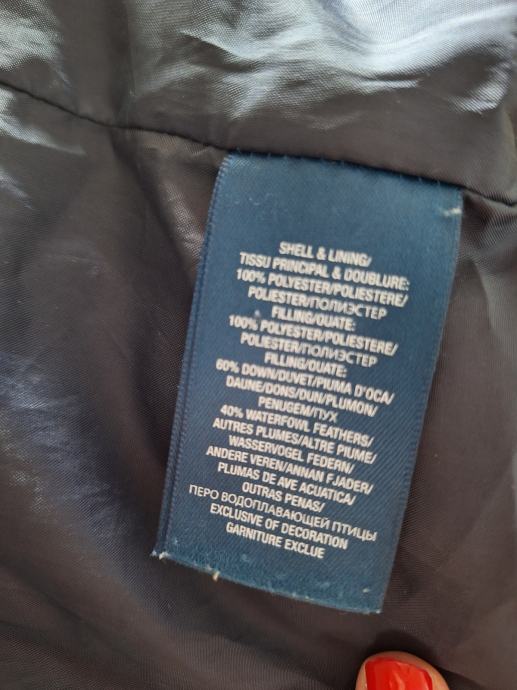 SHELL & LINING/
TISSU PRINCIPAL & DOUBLURE:
100% POLYESTER/POLIESTERE/
POLIESTER/ПОЛИЭСТЕР
FILLING/OUATE:
100% POLYESTER/POLIESTERE/
POLIESTER/ПОЛИЭСТЕР
FILLING/OUATE:
60% DOWN/DUVET/PIUMA D'OCA/
DAUNE/DONS/DUN/PLUMON/
PENUGEM/ПУХ
40% WATERFOWL FEATHERS/
AUTRES PLUMES/ALTRE PIUME/
WASSERVOGEL FEDERN/
ANDERE VEREN/ANNAN FJADER/
PLUMAS DE AVE ACUATICA/
OUTRAS PENAS/
ПЕРО ВОДОПЛАВАЮЩЕЙ ПТИЦЫ
EXCLUSIVE OF DECORATION
GARNITURE EXCLUE